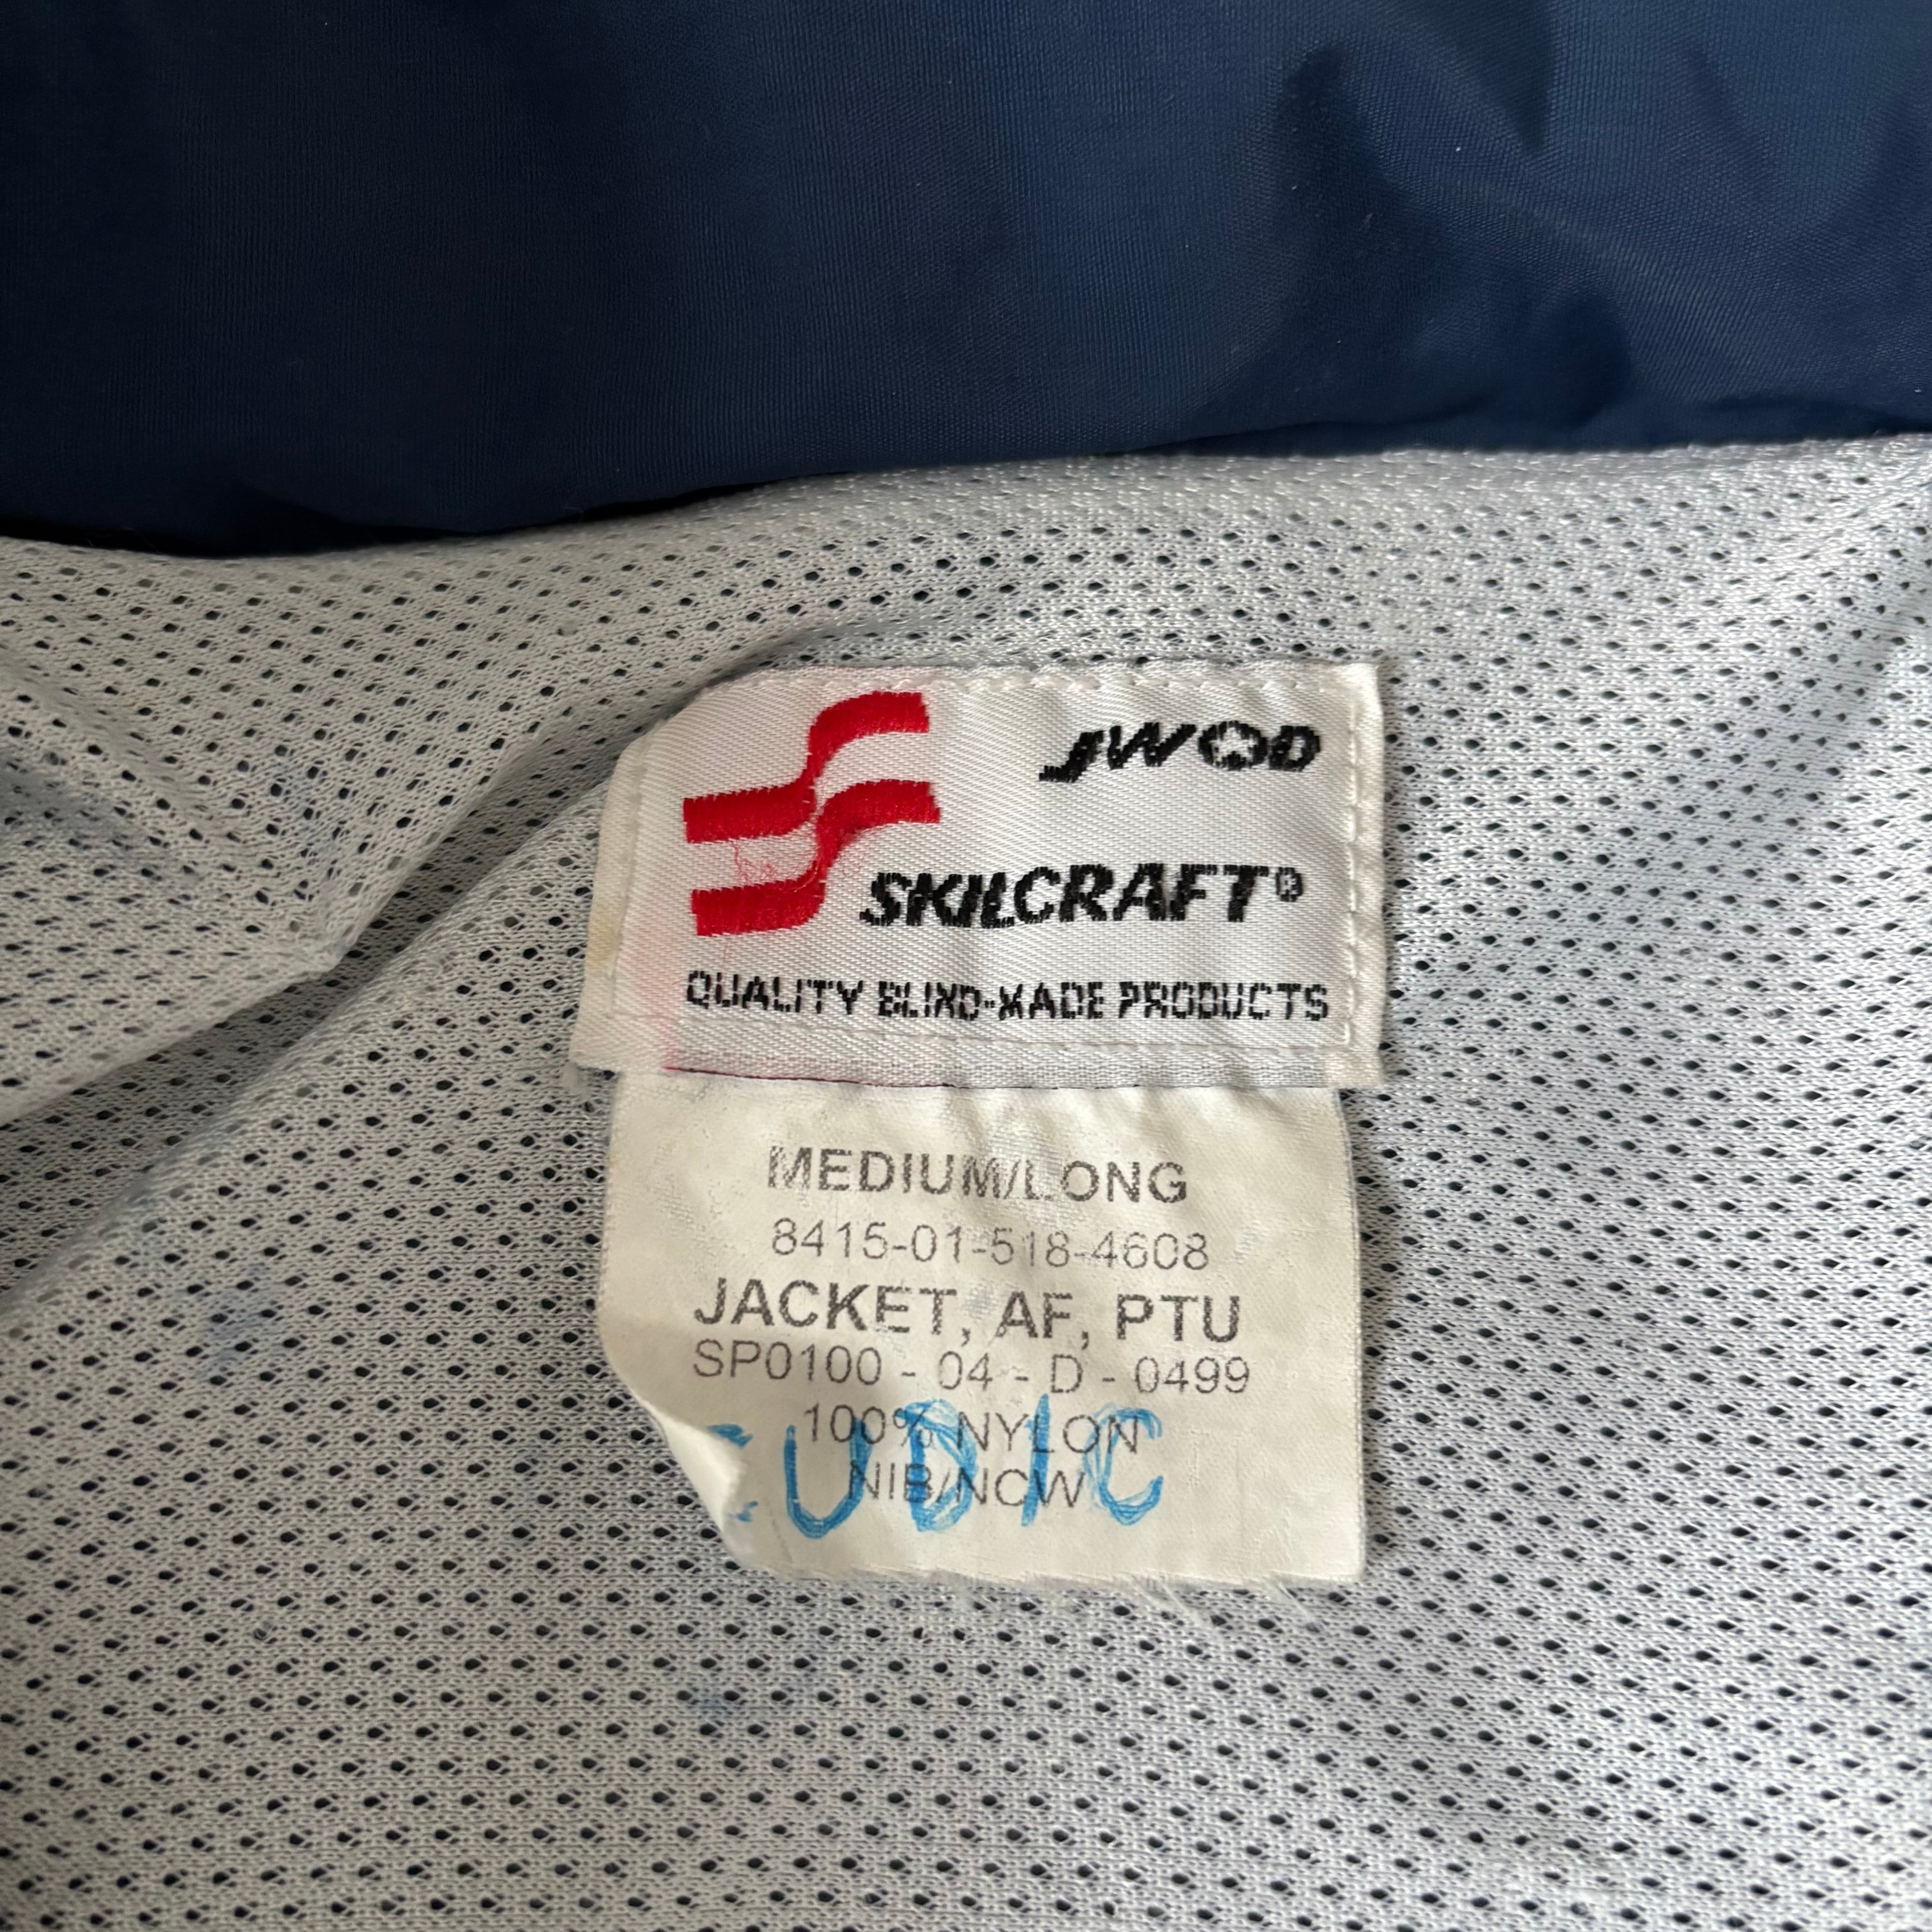 JWOD
SKILCRAFT®
QUALITY BLIND-MADE PRODUCTS
MEDIUM/LONG
8415-01-518-4608
JACKET, AF, PTU
SP0100 - 04 - D - 0499
100% NYLON
NIB/NCW